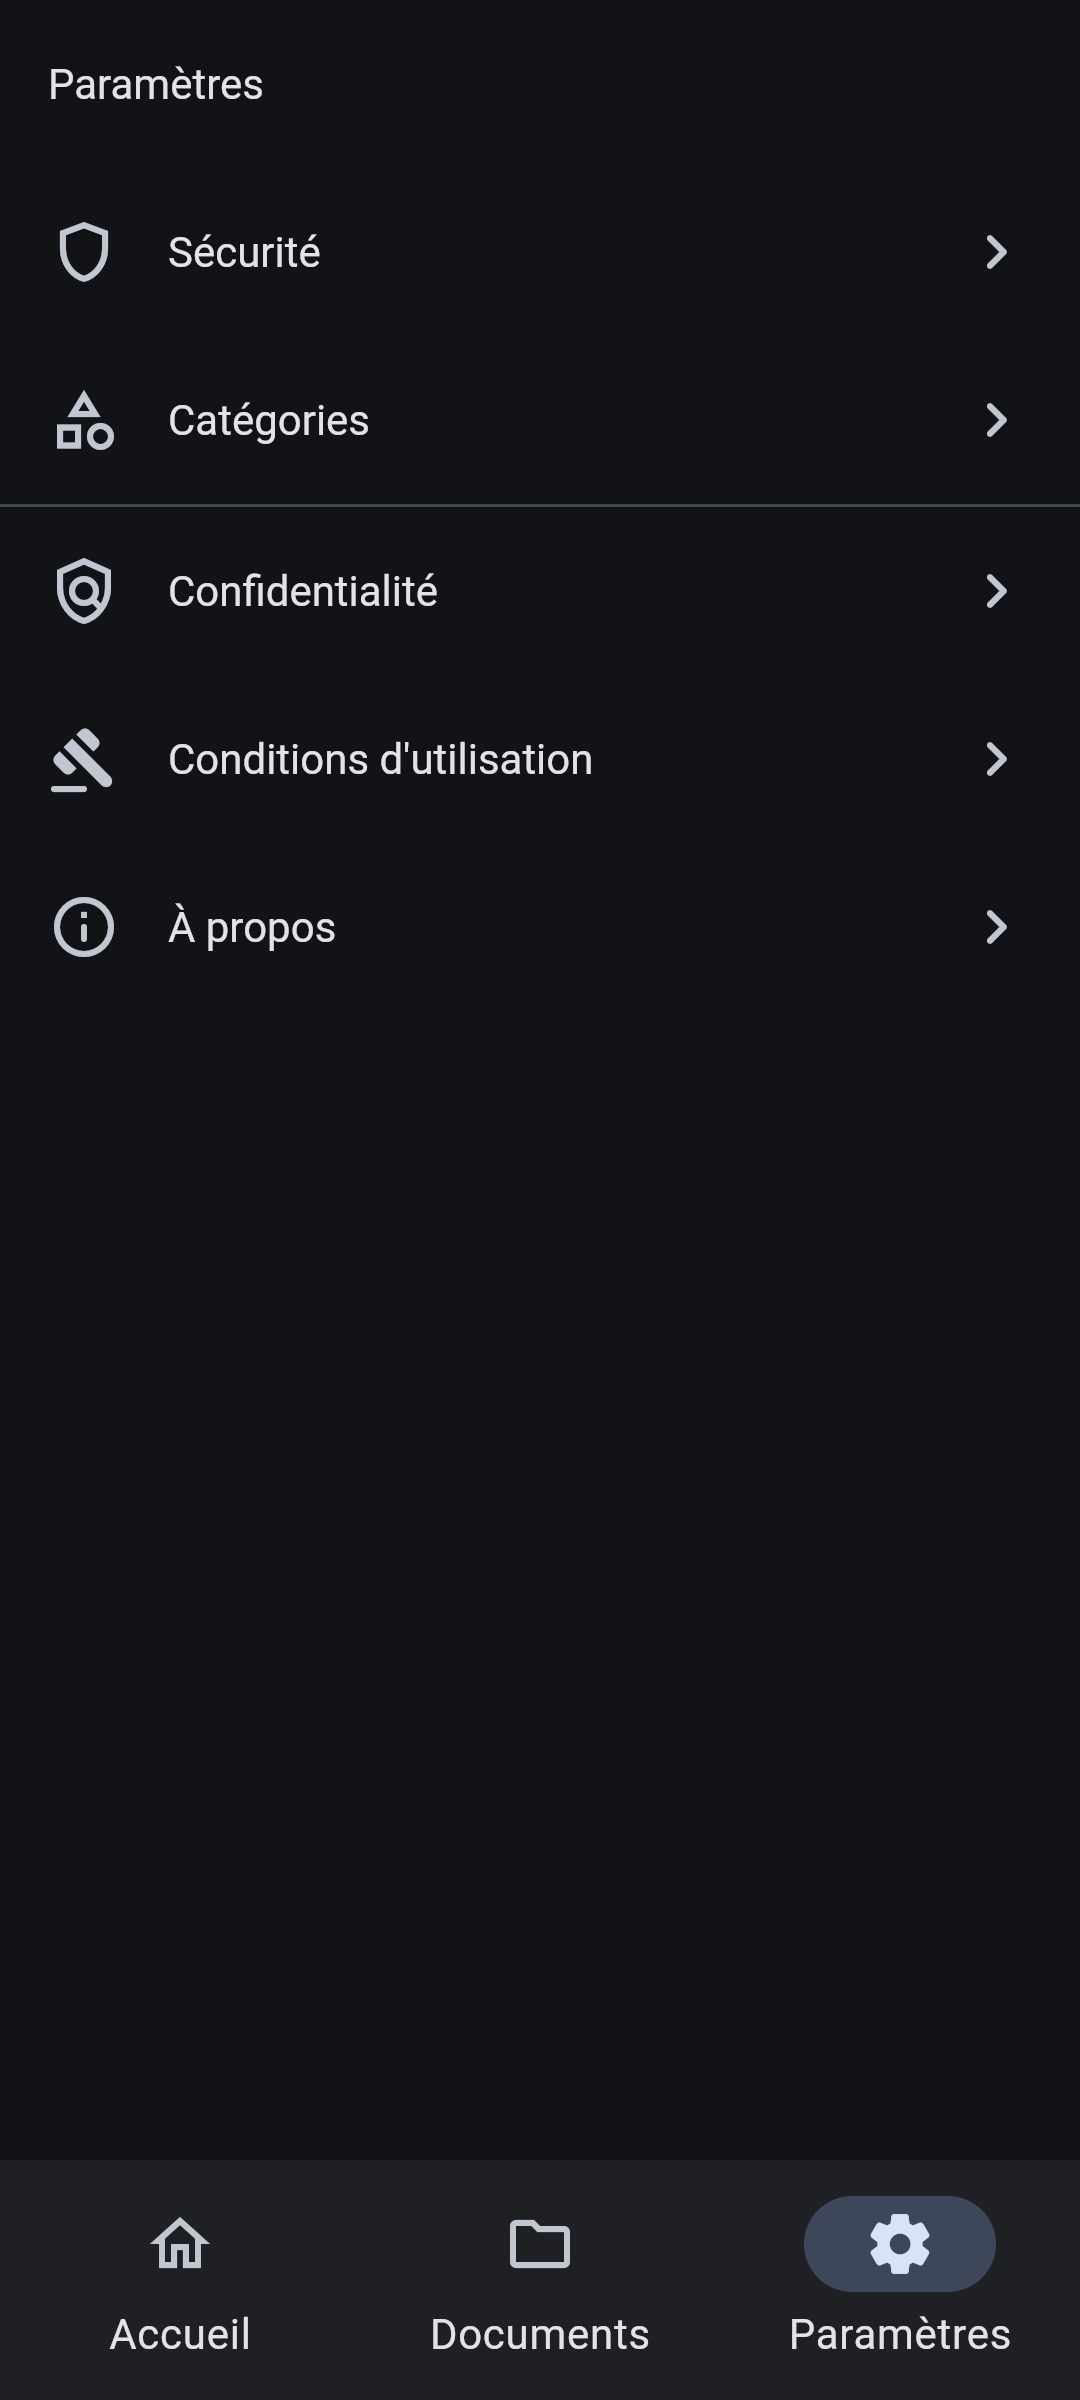 Paramètres
Sécurité
Catégories
Confidentialité
Conditions d'utilisation
À propos
Accueil
Documents
Paramètres